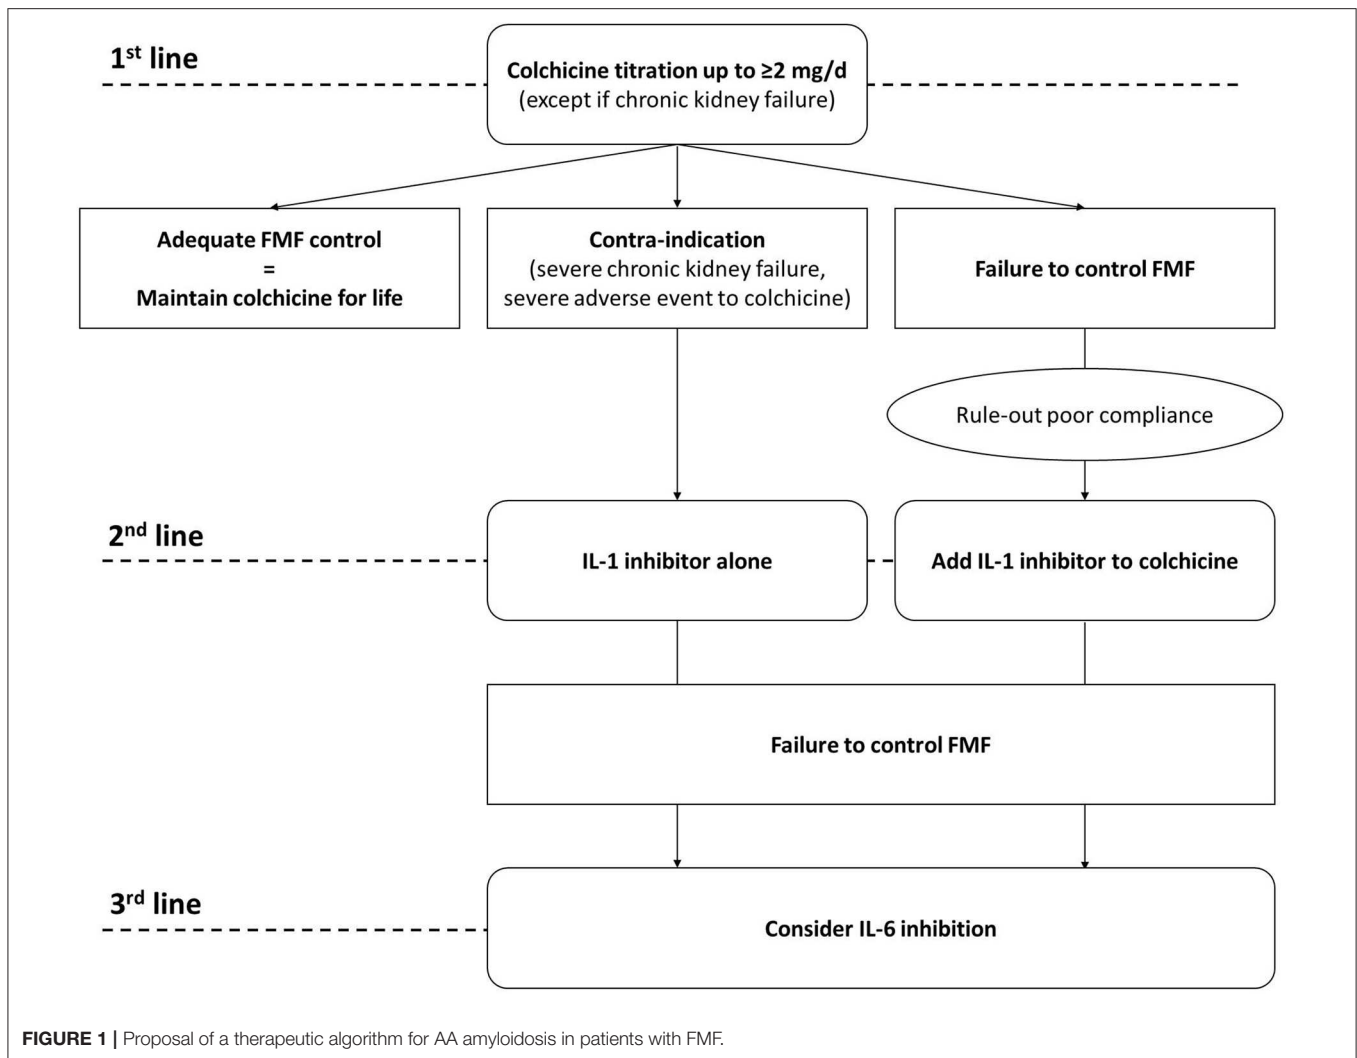 1st line
Colchicine titration up to ≥2 mg/d
(except if chronic kidney failure)
Adequate FMF control
=
Maintain colchicine for life
Contra-indication
(severe chronic kidney failure,
severe adverse event to colchicine)
Failure to control FMF
Rule-out poor compliance
2nd line
IL-1 inhibitor alone
Add IL-1 inhibitor to colchicine
Failure to control FMF
3rd line
Consider IL-6 inhibition
FIGURE 1 | Proposal of a therapeutic algorithm for AA amyloidosis in patients with FMF.